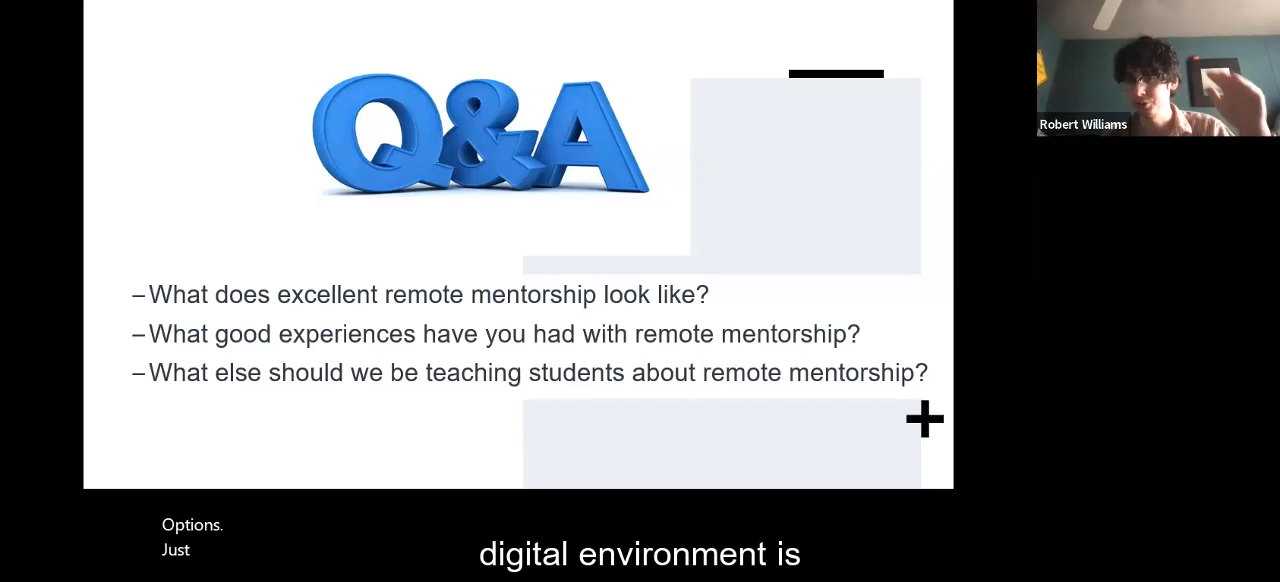 Q&A
Robert Williams
–What does excellent remote mentorship look like?
–What good experiences have you had with remote mentorship?
–What else should we be teaching students about remote mentorship?
Options.
Just
digital environment is